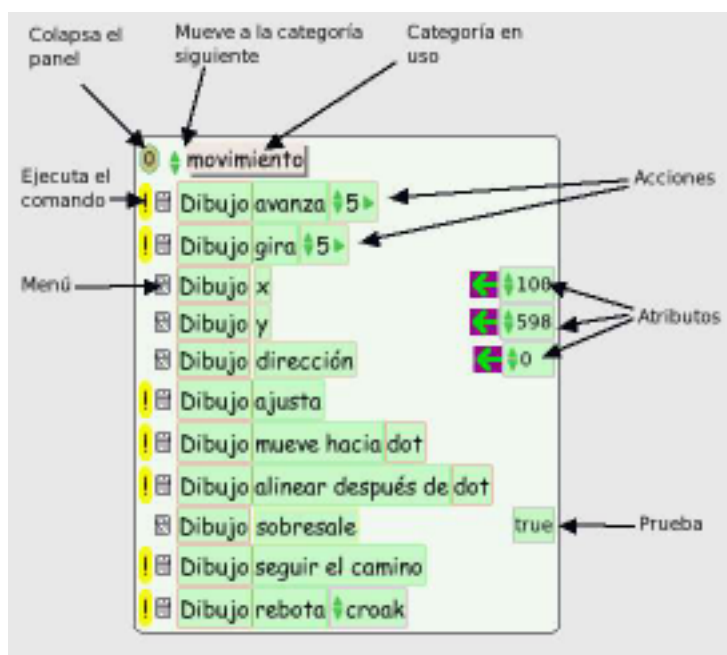 Colapsa el
panel
Mueve a la categoría
siguiente
Categoría en
uso
movimiento
Ejecuta el
comando
! Dibujo avanza 5
Acciones
! Dibujo gira 5
Menú
Dibujo x 100
Dibujo y 598
Atributos
Dibujo dirección 0
! Dibujo ajusta
! Dibujo mueve hacia dot
! Dibujo alinear después de dot
Dibujo sobresale true
Prueba
! Dibujo seguir el camino
! Dibujo rebota croak